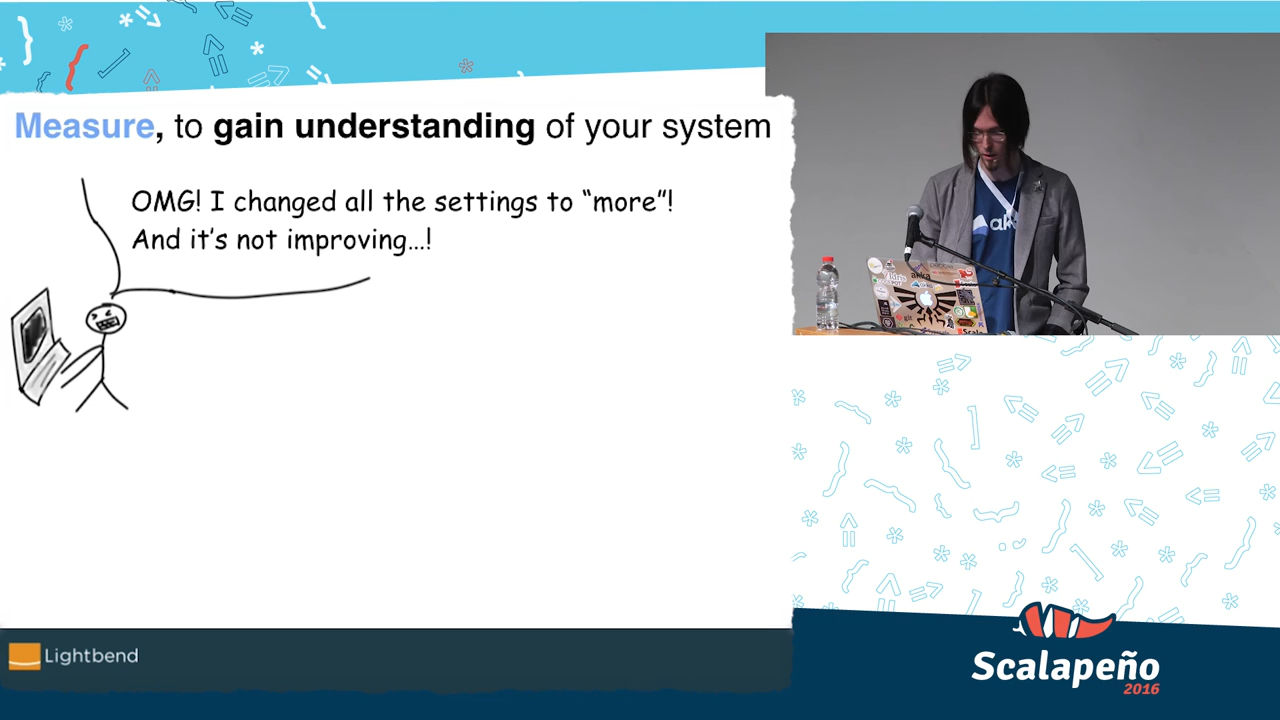 Measure, to gain understanding of your system
OMG! I changed all the settings to “more”!
And it’s not improving...!
Lightbend
Scalapeño
2016